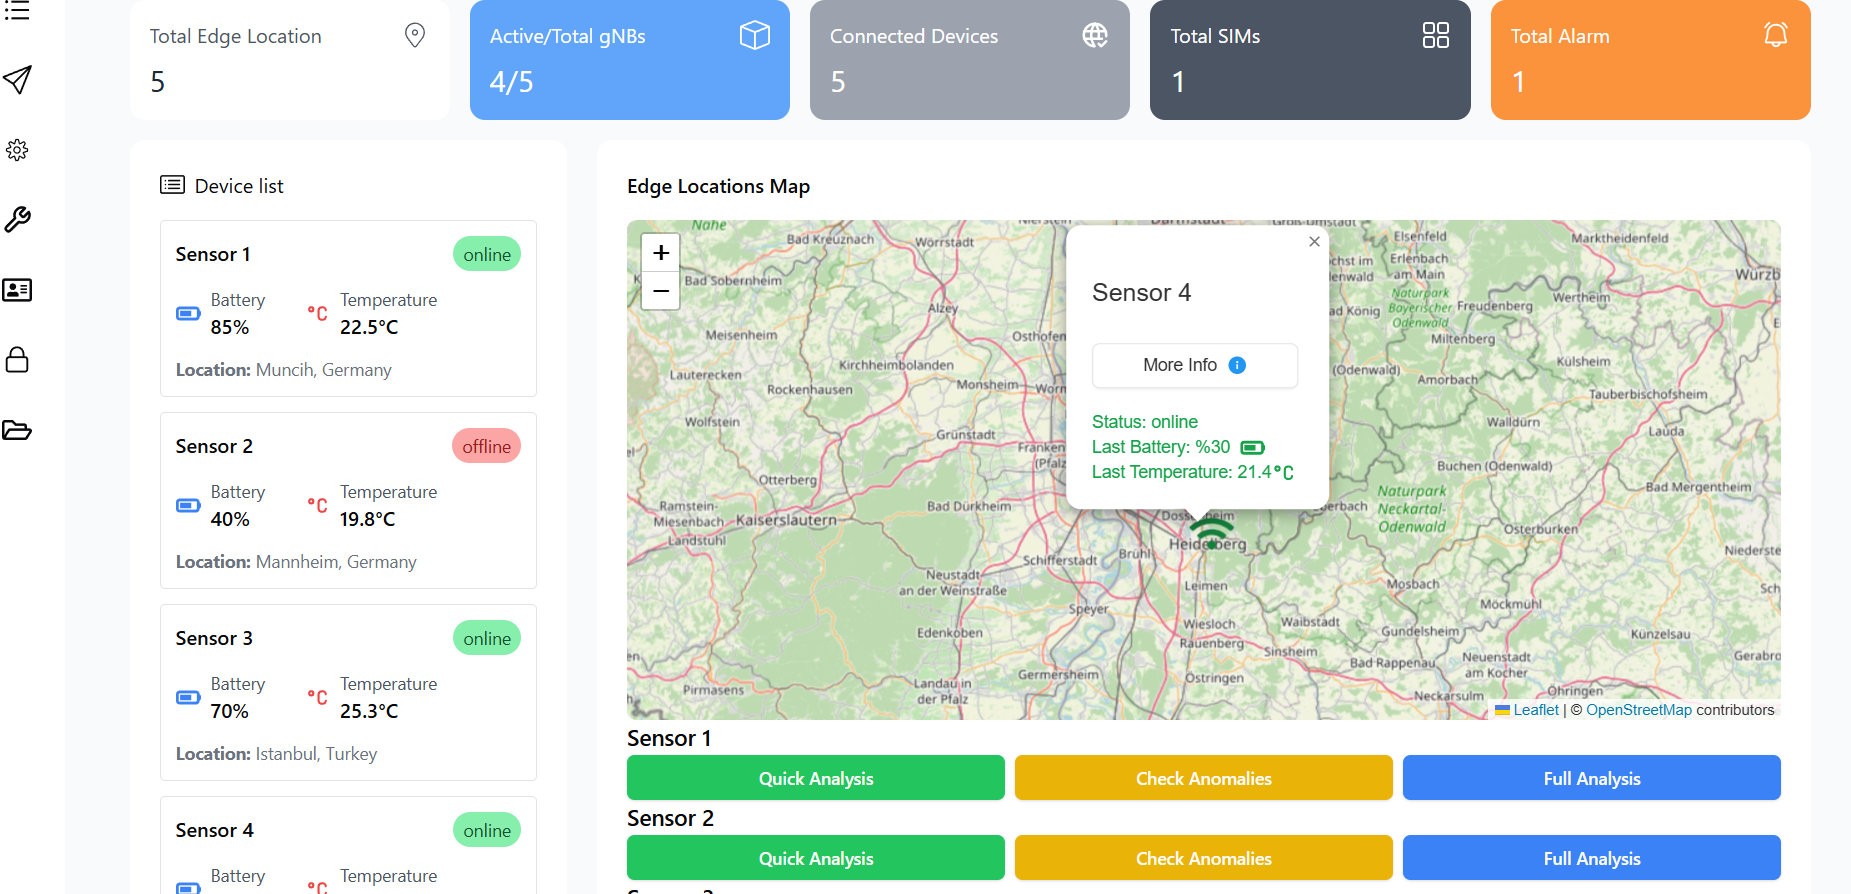 Total Edge Location
5
Active/Total gNBs
4/5
Connected Devices
5
Total SIMs
1
Total Alarm
1
Device list
Sensor 1
online
Battery
85%
°C
Temperature
22.5°C
Location: Muncih, Germany
Sensor 2
offline
Battery
40%
°C
Temperature
19.8°C
Location: Mannheim, Germany
Sensor 3
online
Battery
70%
°C
Temperature
25.3°C
Location: Istanbul, Turkey
Sensor 4
online
Battery
°C
Temperature
Edge Locations Map
+
−
Nahe
Bad Kreuznach
Wörrstadt
Bad Sobernheim
Alzey
Meisenheim
Osthofen
Kirchheimbolanden
Lauterecken
Rockenhausen
Monsheim
Wolfstein
Grünstadt
Otterberg
Ramstein-
Miesenbach
Kaiserslautern
Landstuhl
Bad Dürkheim
Schifferstadt
Brühl
Neustadt
an der Weinstraße
Speyer
Edenkoben
Germersheim
Landau in
der Pfalz
Pirmasens
Heidelberg
Leimen
Wiesloch
Rauenberg
Östringen
Sinsheim
Waibstadt
Bad Rappenau
Gundelsheim
Neckarsulm
Neuenstadt
am Kocher
Öhringen
Möckmühl
Mosbach
Künzelsau
Osterburken
Bad Mergentheim
Buchen (Odenwald)
Naturpark
Neckartal-
Odenwald
Lauda
Walldürn
Tauberbischofsheim
Külsheim
Amorbach
(Odenwald)
Miltenberg
Freudenberg
Wertheim
Marktheidenfeld
Elsenfeld
Erlenbach
am Main
Naturpark
Bayerischer
Odenwald
×
Sensor 4
More Info
Status: online
Last Battery: %30
Last Temperature: 21.4°C
Leaflet | © OpenStreetMap contributors
Sensor 1
Quick Analysis
Check Anomalies
Full Analysis
Sensor 2
Quick Analysis
Check Anomalies
Full Analysis